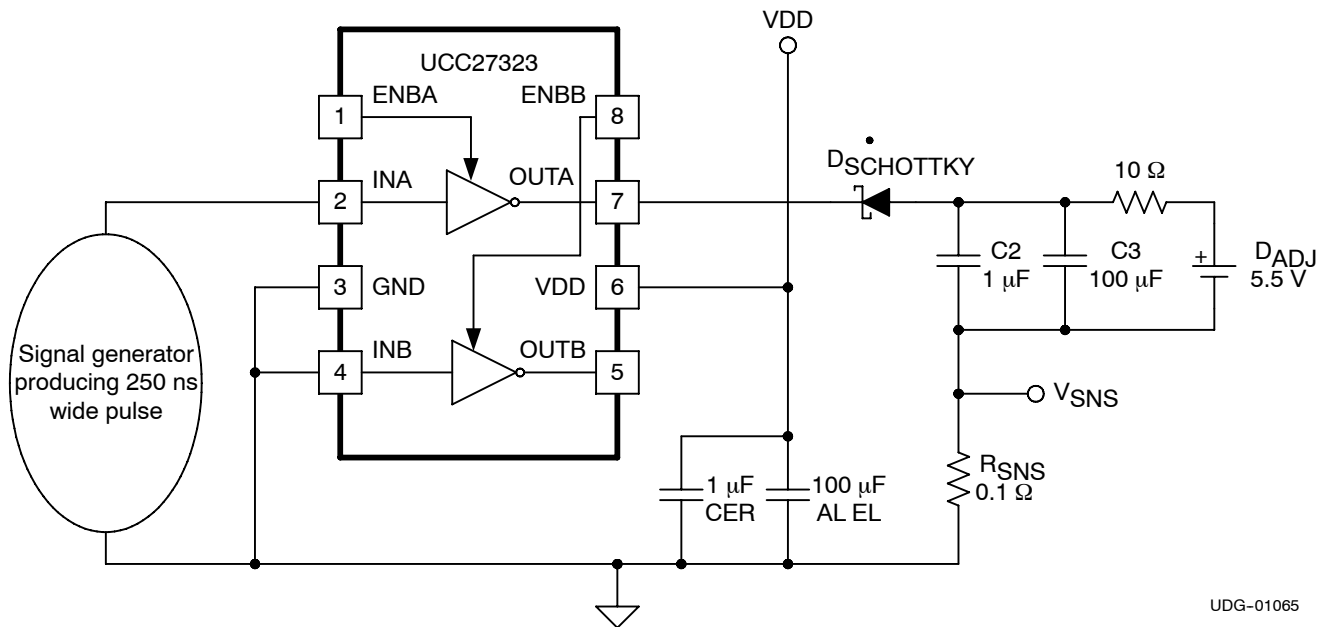 VDD
UCC27323
ENBA ENBB
1 8
DSCHOTTKY
10 Ω
INA OUTA
2 7
C2 C3
1 μF 100 μF
+ DADJ
5.5 V
3 GND VDD 6
Signal generator
producing 250 ns
wide pulse
INB OUTB
4 5
VSNS
RSNS
0.1 Ω
1 μF 100 μF
CER AL EL
UDG-01065